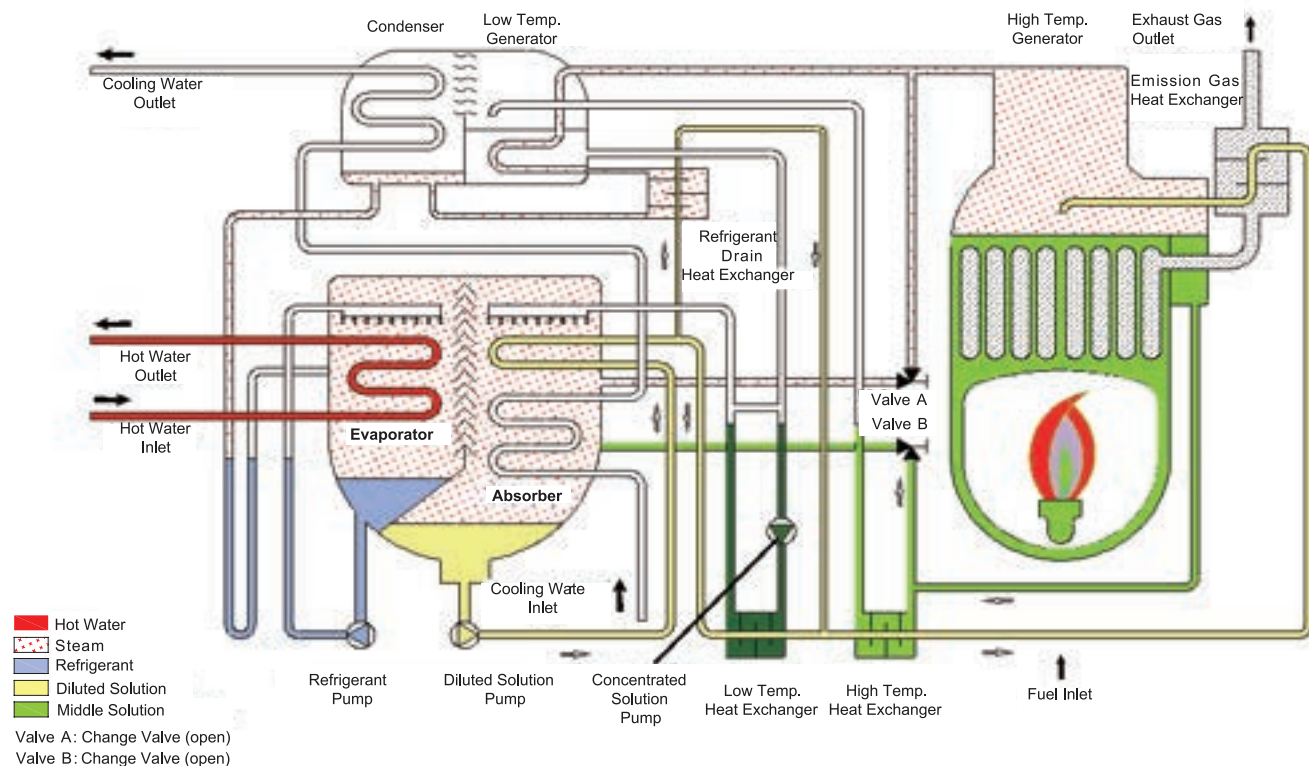 Condenser
Low Temp.
Generator
High Temp.
Generator
Exhaust Gas
Outlet
Emission Gas
Heat Exchanger
Cooling Water
Outlet
Refrigerant
Drain
Heat Exchanger
Hot Water
Outlet
Hot Water
Inlet
Evaporator
Absorber
Valve A
Valve B
Cooling Wate
Inlet
Hot Water
Steam
Refrigerant
Diluted Solution
Middle Solution
Refrigerant
Pump
Diluted Solution
Pump
Concentrated
Solution
Pump
Low Temp.
Heat Exchanger
High Temp.
Heat Exchanger
Fuel Inlet
Valve A: Change Valve (open)
Valve B: Change Valve (open)